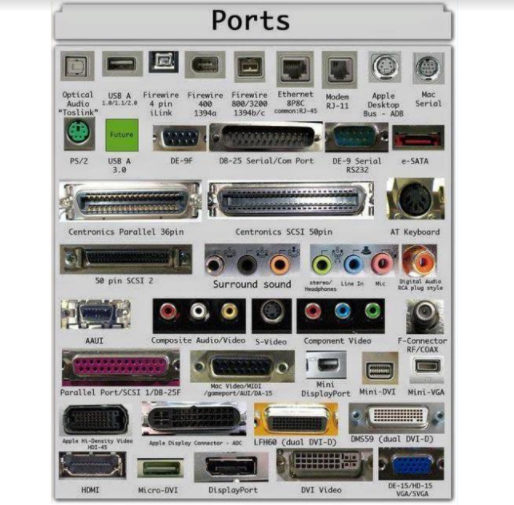 Ports
Optical Audio "Toslink"
USB A 1.0/1.1/2.0
Firewire 4 pin iLink
Firewire 400 1394a
Firewire 800/3200 1394b/c
Ethernet 8P8C common:RJ-45
Modem RJ-11
Apple Desktop Bus - ADB
Mac Serial
Future
PS/2
USB A 3.0
DE-9F
DB-25 Serial/Com Port
DE-9 Serial RS232
e-SATA
Centronics Parallel 36pin
Centronics SCSI 50pin
AT Keyboard
50 pin SCSI 2
Surround sound
stereo/ Headphones
Line In
Mic
Digital Audio RCA plug style
AAUI
Composite Audio/Video
S-Video
Component Video
F-Connector RF/COAX
Parallel Port/SCSI 1/DB-25F
Mac Video/MIDI /gameport/AUI/DA-15
Mini DisplayPort
Mini-DVI
Mini-VGA
Apple Hi-Density Video HDI-45
Apple Display Connector - ADC
LFH60 (dual DVI-D)
DMS59 (dual DVI-D)
HDMI
Micro-DVI
DisplayPort
DVI Video
DE-15/HD-15 VGA/SVGA